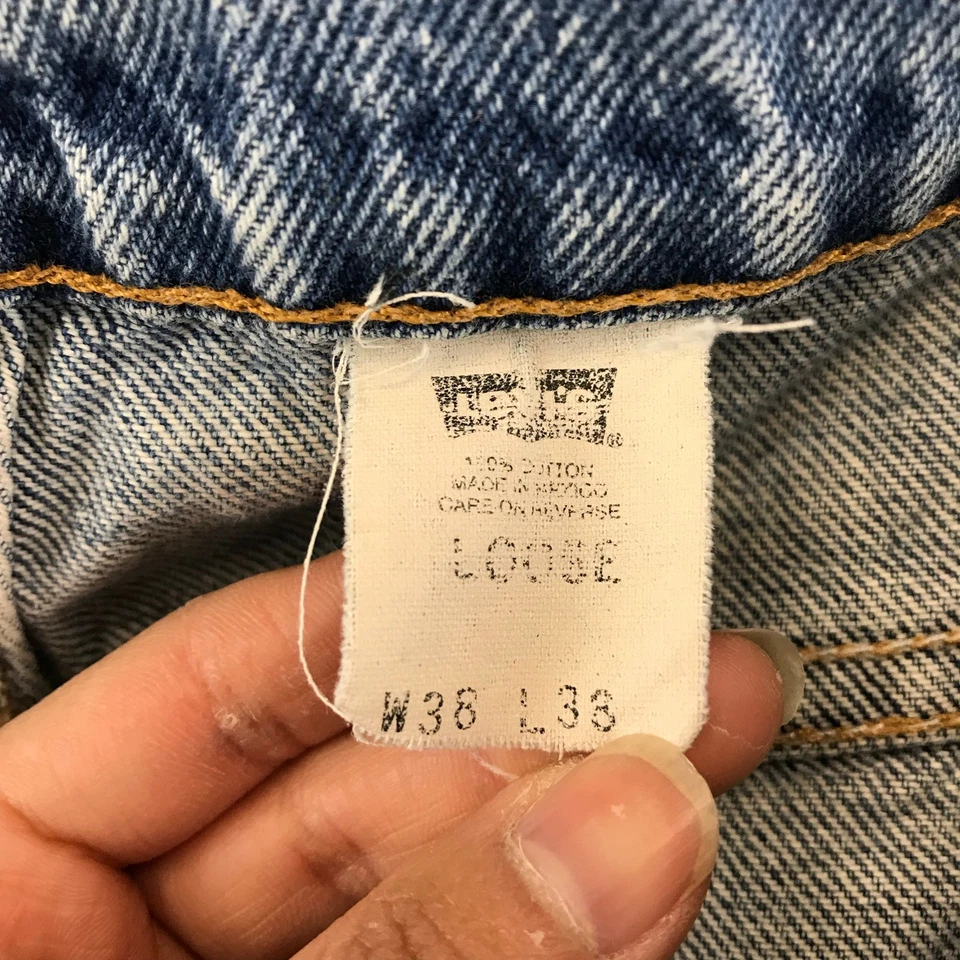 Levi's ®
100% COTTON
MADE IN MEXICO
CARE ON REVERSE
LOOSE
W38 L38